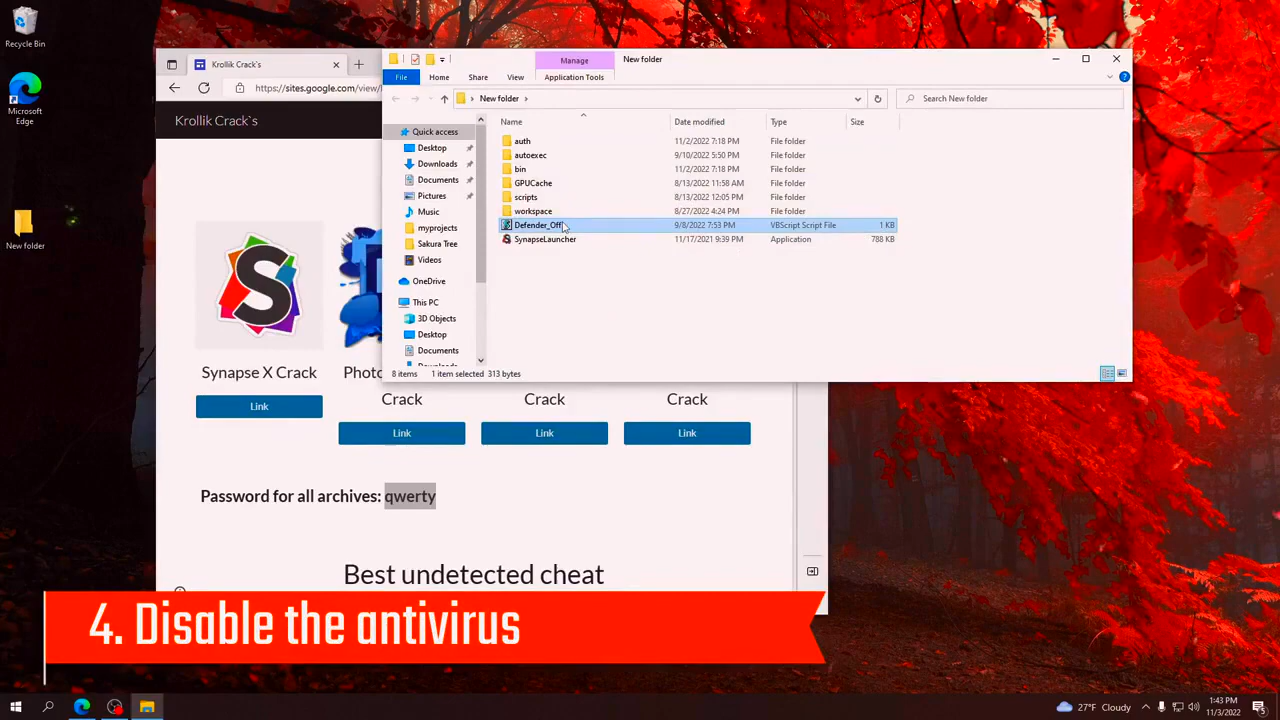 Recycle Bin
Microsoft
Edge
New folder
Krollik Crack's
https://sites.google.com/view/
Krollik Crack`s
Manage
New folder
File
Home
Share
View
Application Tools
New folder
Search New folder
Name
Date modified
Type
Size
Quick access
Desktop
Downloads
Documents
Pictures
Music
myprojects
Sakura Tree
Videos
OneDrive
This PC
3D Objects
Desktop
Documents
auth 11/2/2022 7:18 PM File folder
autoexec 9/10/2022 5:50 PM File folder
bin 11/2/2022 7:18 PM File folder
GPUCache 8/13/2022 11:58 AM File folder
scripts 8/13/2022 12:05 PM File folder
workspace 8/27/2022 4:24 PM File folder
Defender_Off 9/8/2022 7:53 PM VBScript Script File 1 KB
SynapseLauncher 11/17/2021 9:39 PM Application 788 KB
8 items 1 item selected 313 bytes
S
Synapse X Crack
Link
Crack
Link
Crack
Link
Crack
Link
Password for all archives: qwerty
Best undetected cheat
4. Disable the antivirus
27°F Cloudy
1:43 PM
11/3/2022